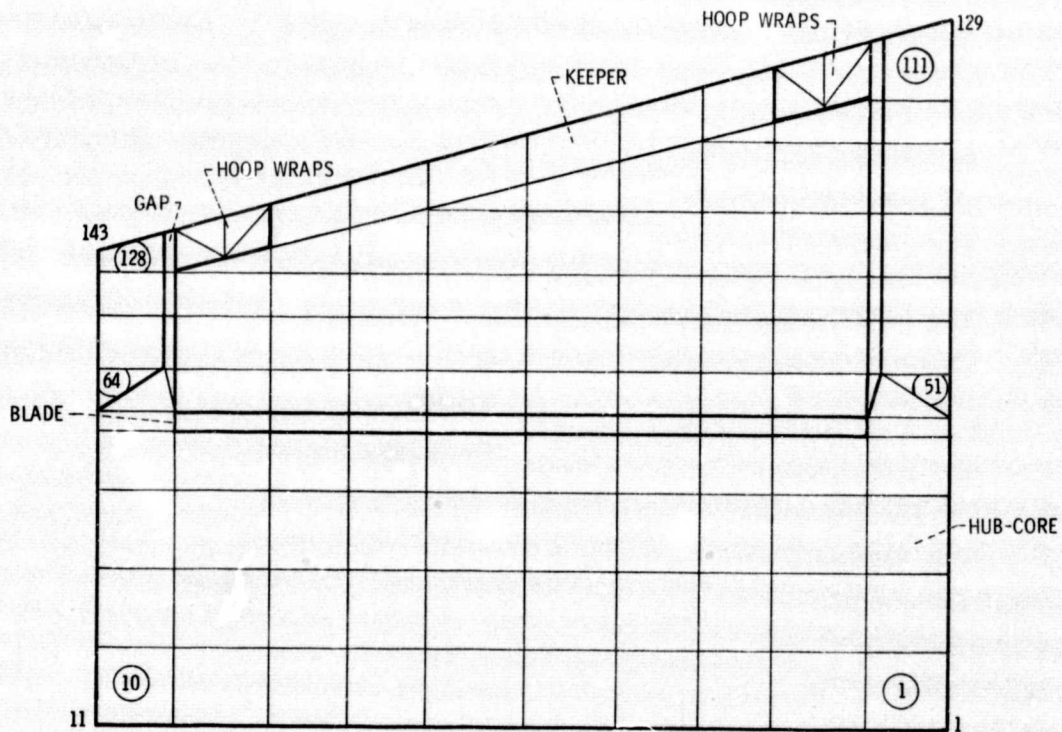 HOOP WRAPS
129
111
KEEPER
HOOP WRAPS
GAP
143
128
64
51
BLADE
HUB-CORE
10
1
11
1